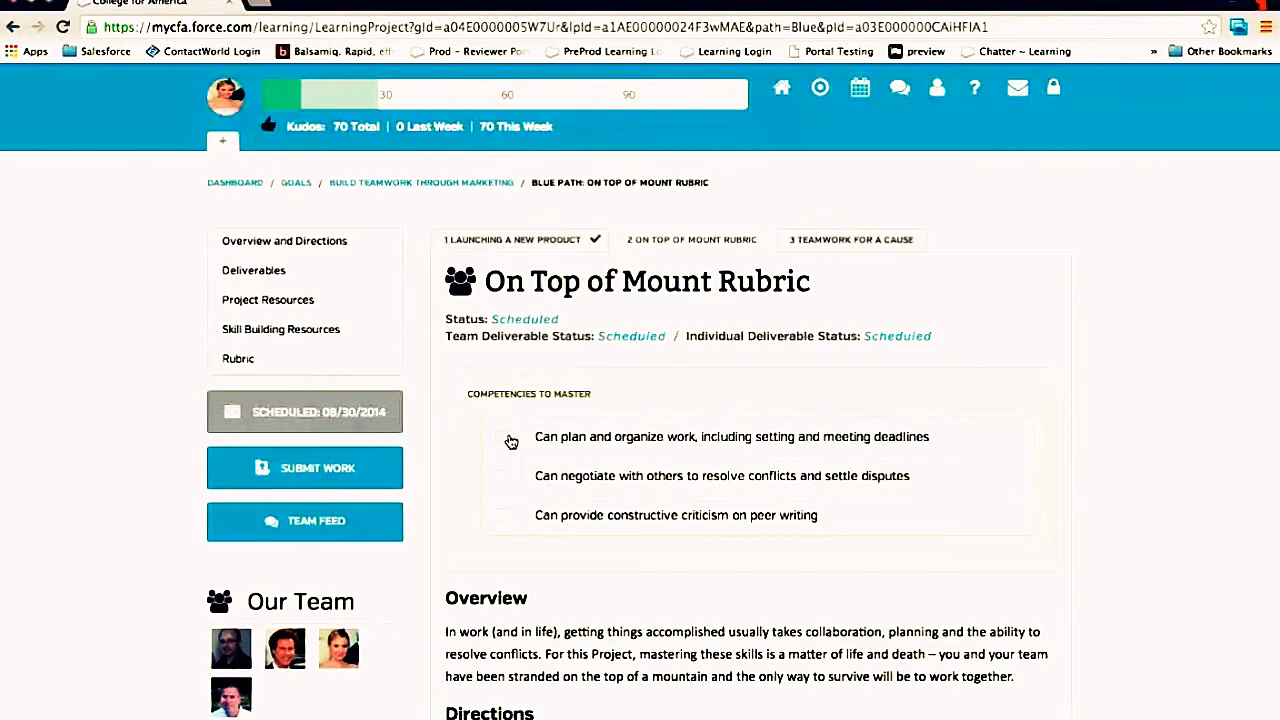 College for America
https://mycfa.force.com/learning/LearningProject?gId=a04E0000005W7Ur&lpId=a1AE00000024F3wMAE&path=Blue&pId=a03E000000CAiHFIA1
Apps Salesforce ContactWorld Login Balsamiq. Rapid, eff Prod - Reviewer Por PreProd Learning Lo Learning Login Portal Testing preview Chatter ~ Learning » Other Bookmarks
30 60 90
Kudos: 70 Total | 0 Last Week | 70 This Week
+
DASHBOARD / GOALS / BUILD TEAMWORK THROUGH MARKETING / BLUE PATH: ON TOP OF MOUNT RUBRIC
Overview and Directions
Deliverables
Project Resources
Skill Building Resources
Rubric
SCHEDULED: 08/30/2014
SUBMIT WORK
TEAM FEED
Our Team
1 LAUNCHING A NEW PRODUCT 2 ON TOP OF MOUNT RUBRIC 3 TEAMWORK FOR A CAUSE
On Top of Mount Rubric
Status: Scheduled
Team Deliverable Status: Scheduled / Individual Deliverable Status: Scheduled
COMPETENCIES TO MASTER
Can plan and organize work, including setting and meeting deadlines
Can negotiate with others to resolve conflicts and settle disputes
Can provide constructive criticism on peer writing
Overview
In work (and in life), getting things accomplished usually takes collaboration, planning and the ability to
resolve conflicts. For this Project, mastering these skills is a matter of life and death – you and your team
have been stranded on the top of a mountain and the only way to survive will be to work together.
Directions